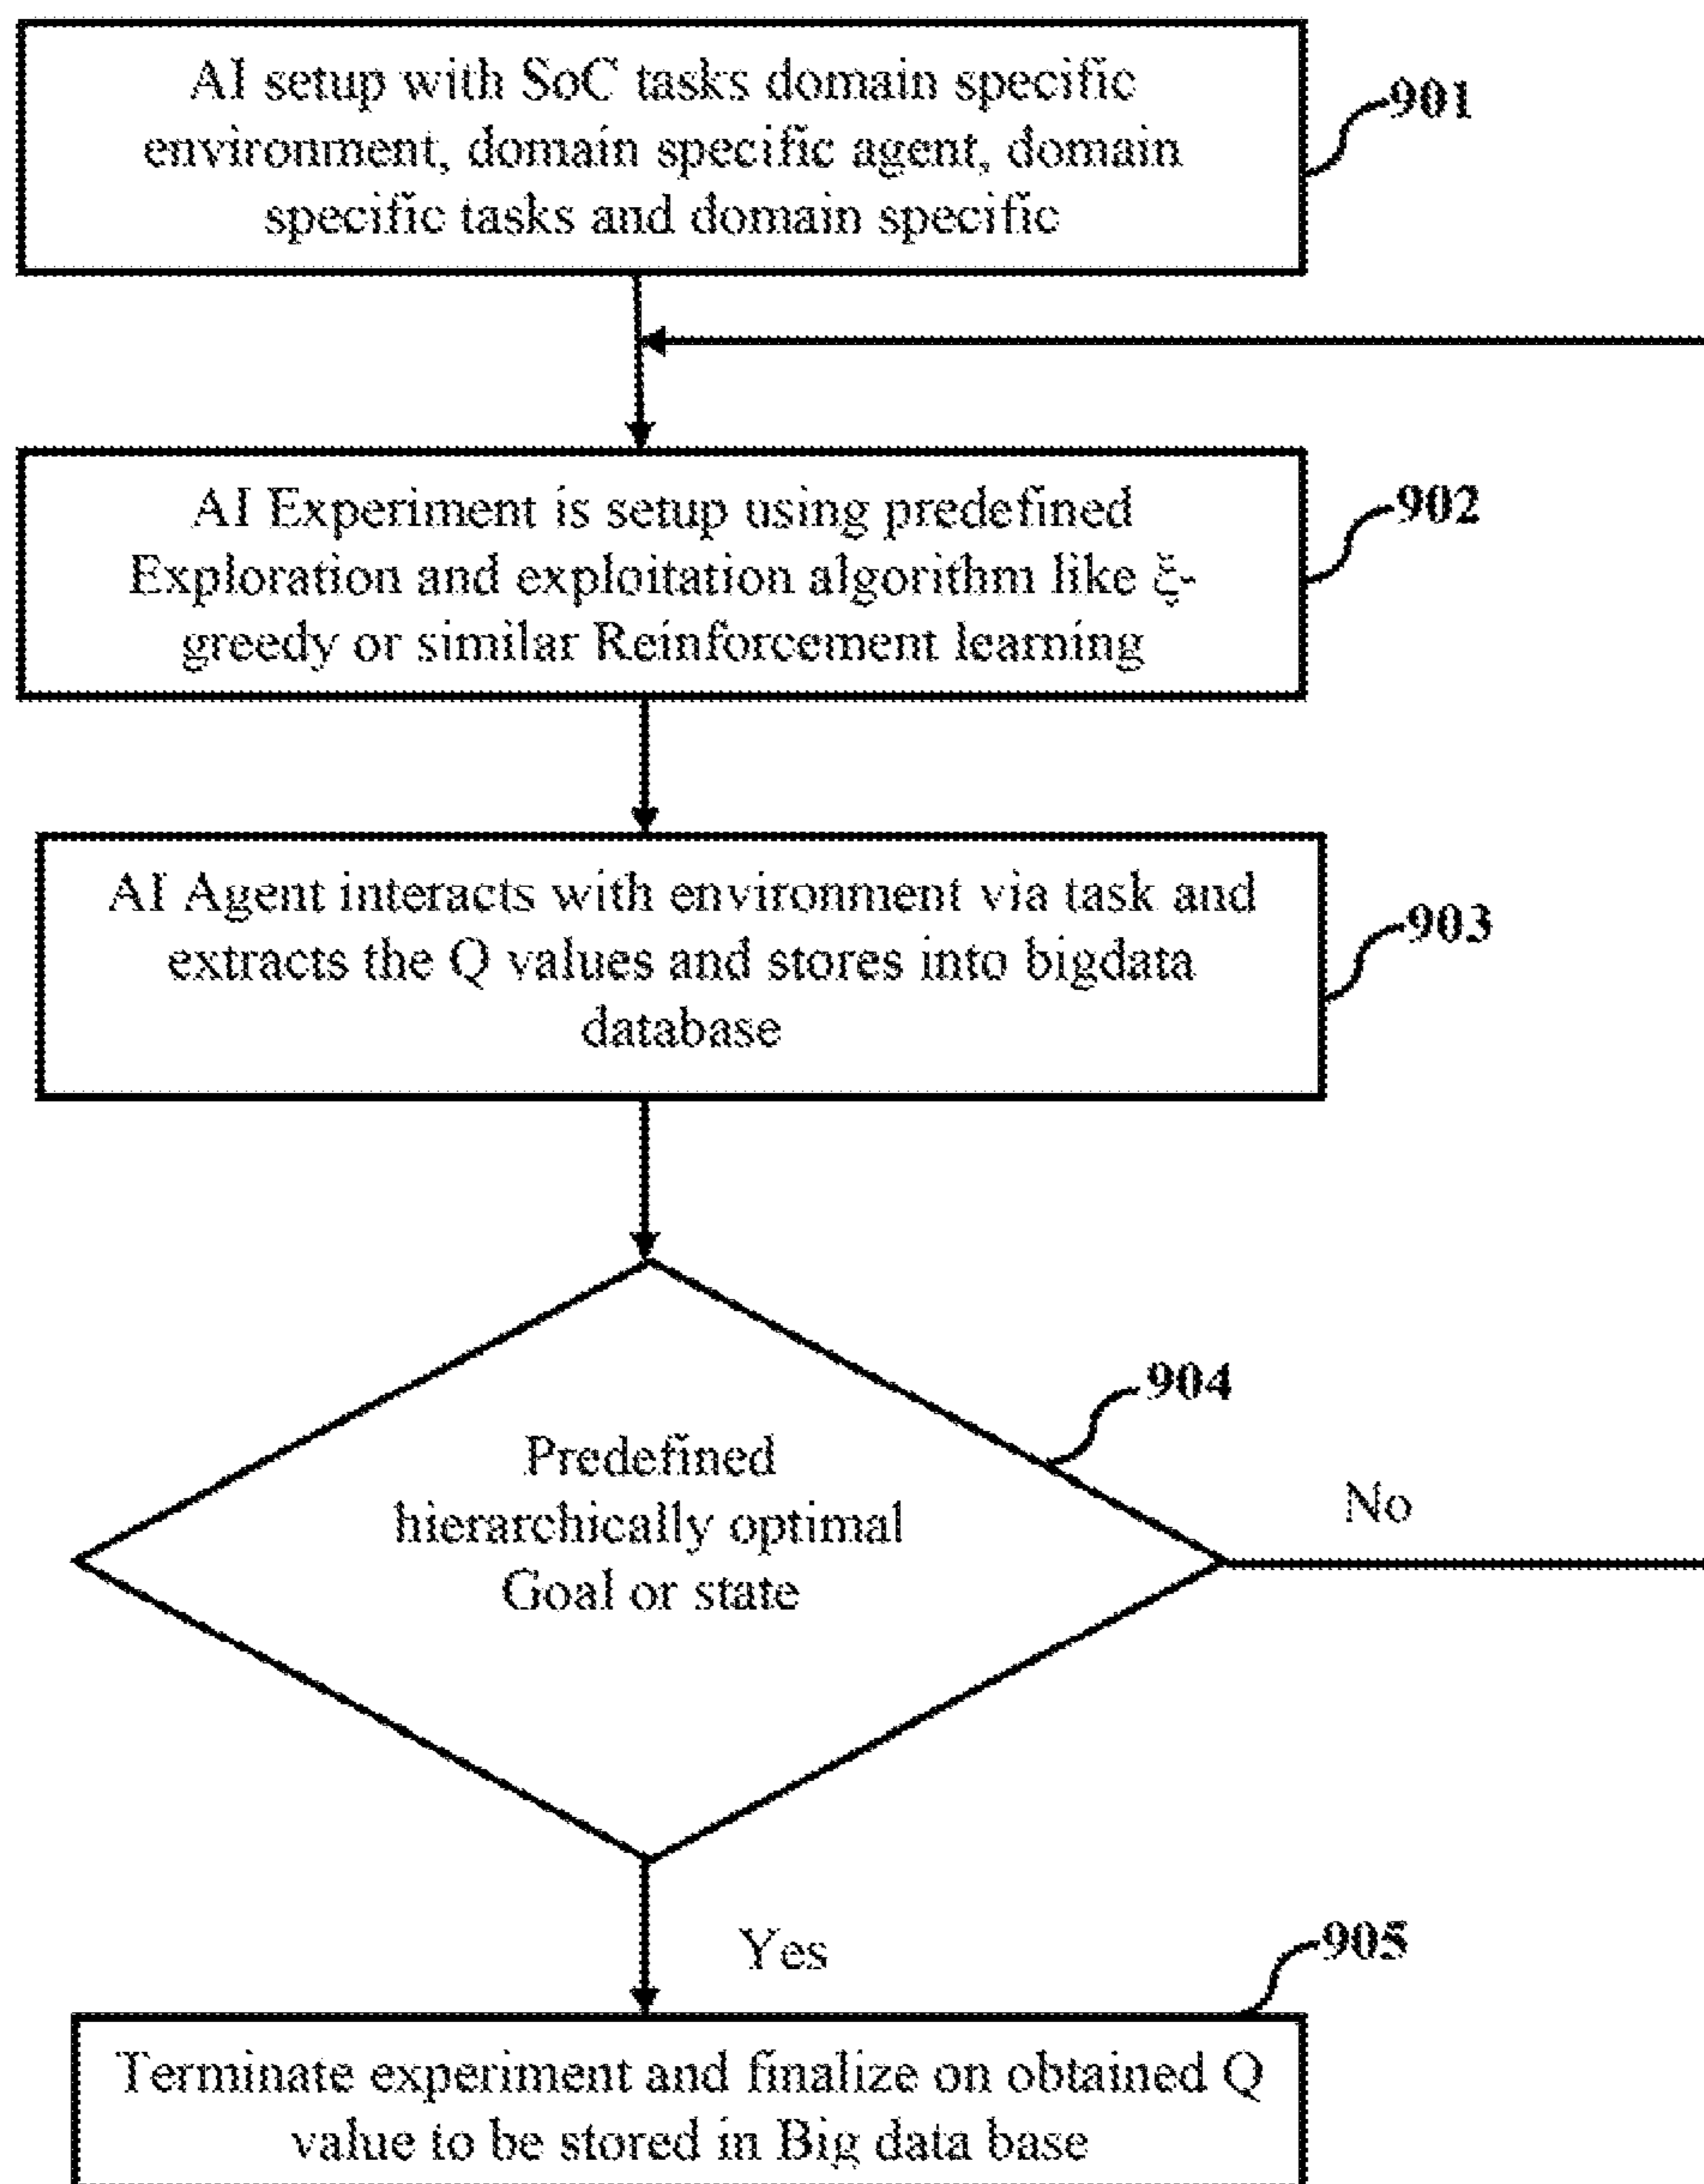 AI setup with SoC tasks domain specific
environment, domain specific agent, domain
specific tasks and domain specific
901
AI Experiment is setup using predefined
Exploration and exploitation algorithm like ξ-
greedy or similar Reinforcement learning
902
AI Agent interacts with environment via task and
extracts the Q values and stores into bigdata
database
903
904
Predefined
hierarchically optimal
Goal or state
No
Yes
905
Terminate experiment and finalize on obtained Q
value to be stored in Big data base